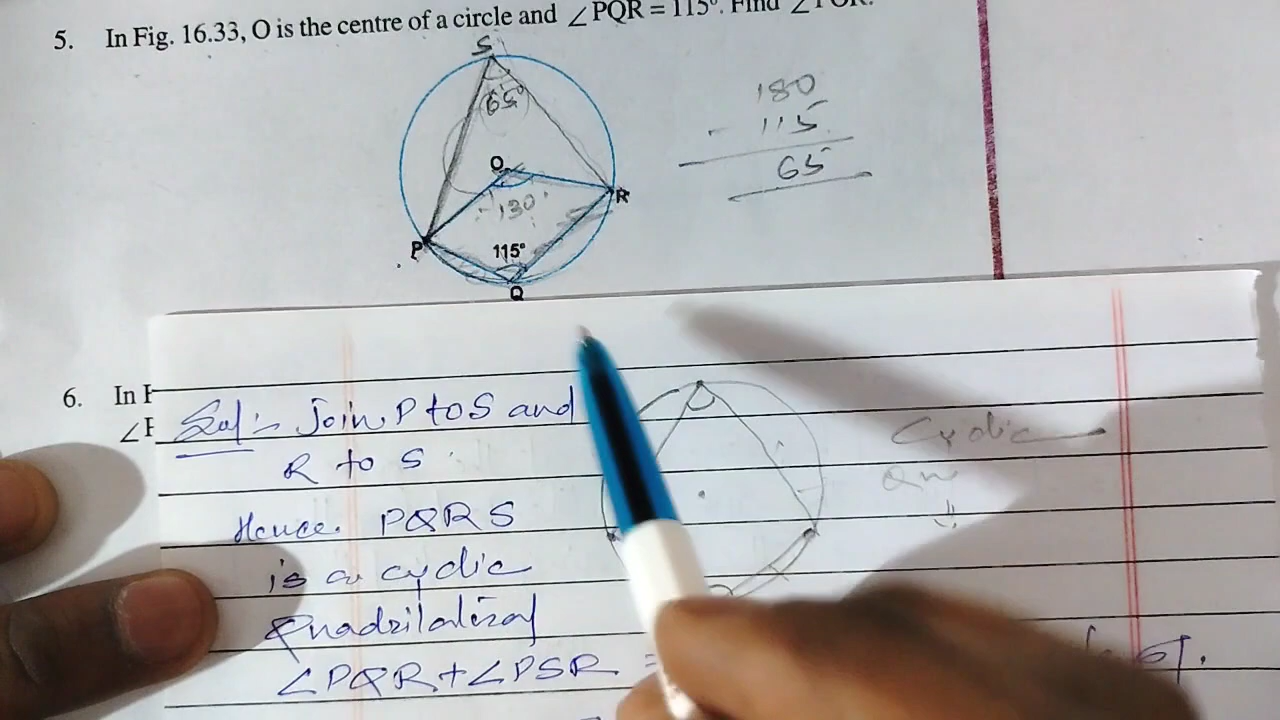 5. In Fig. 16.33, O is the centre of a circle and ∠PQR = 115°. Find ∠POR.
S
65°
180
- 115
65
O
R
130°
P
115°
Q
6. In F
∠F
Sol:- Join P to S and
R to S
Cyclic
Hence. PQRS
is a cyclic
Quadrilateral
∠PQR + ∠PSR =